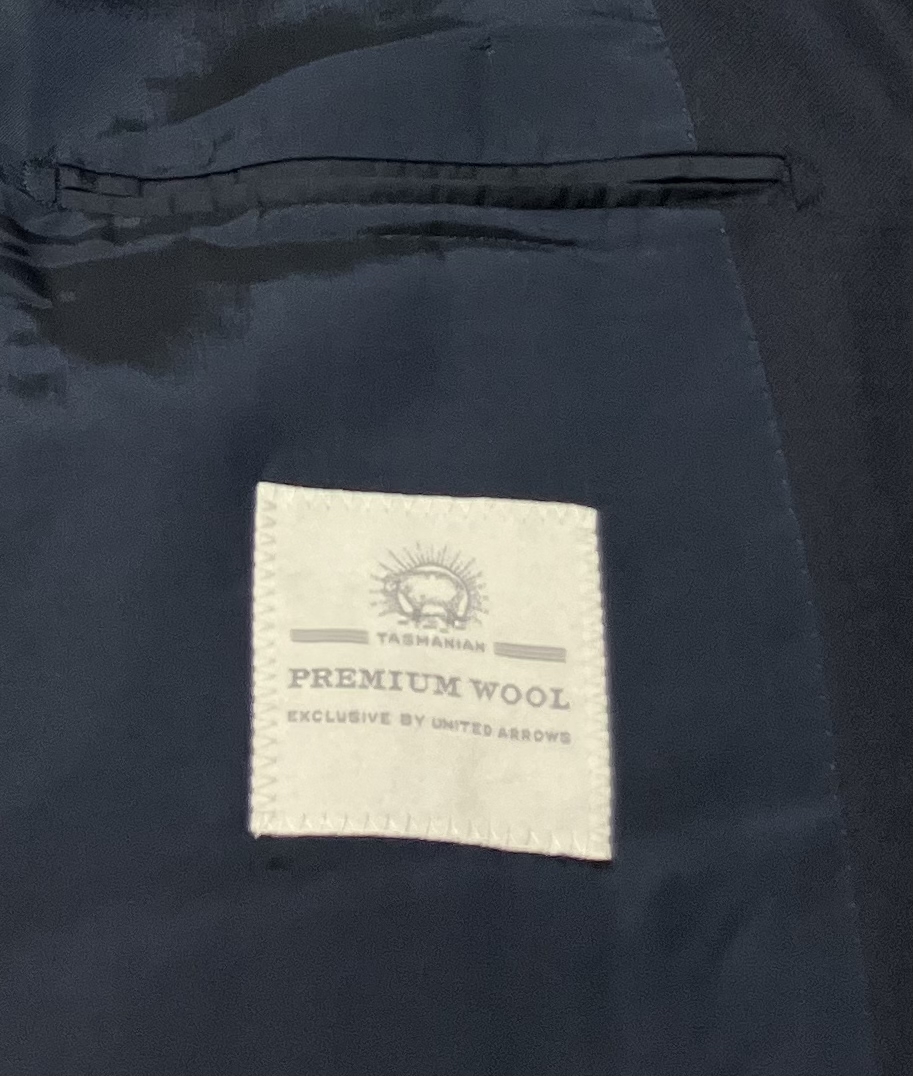 TASMANIAN
PREMIUM WOOL
EXCLUSIVE BY UNITED ARROWS